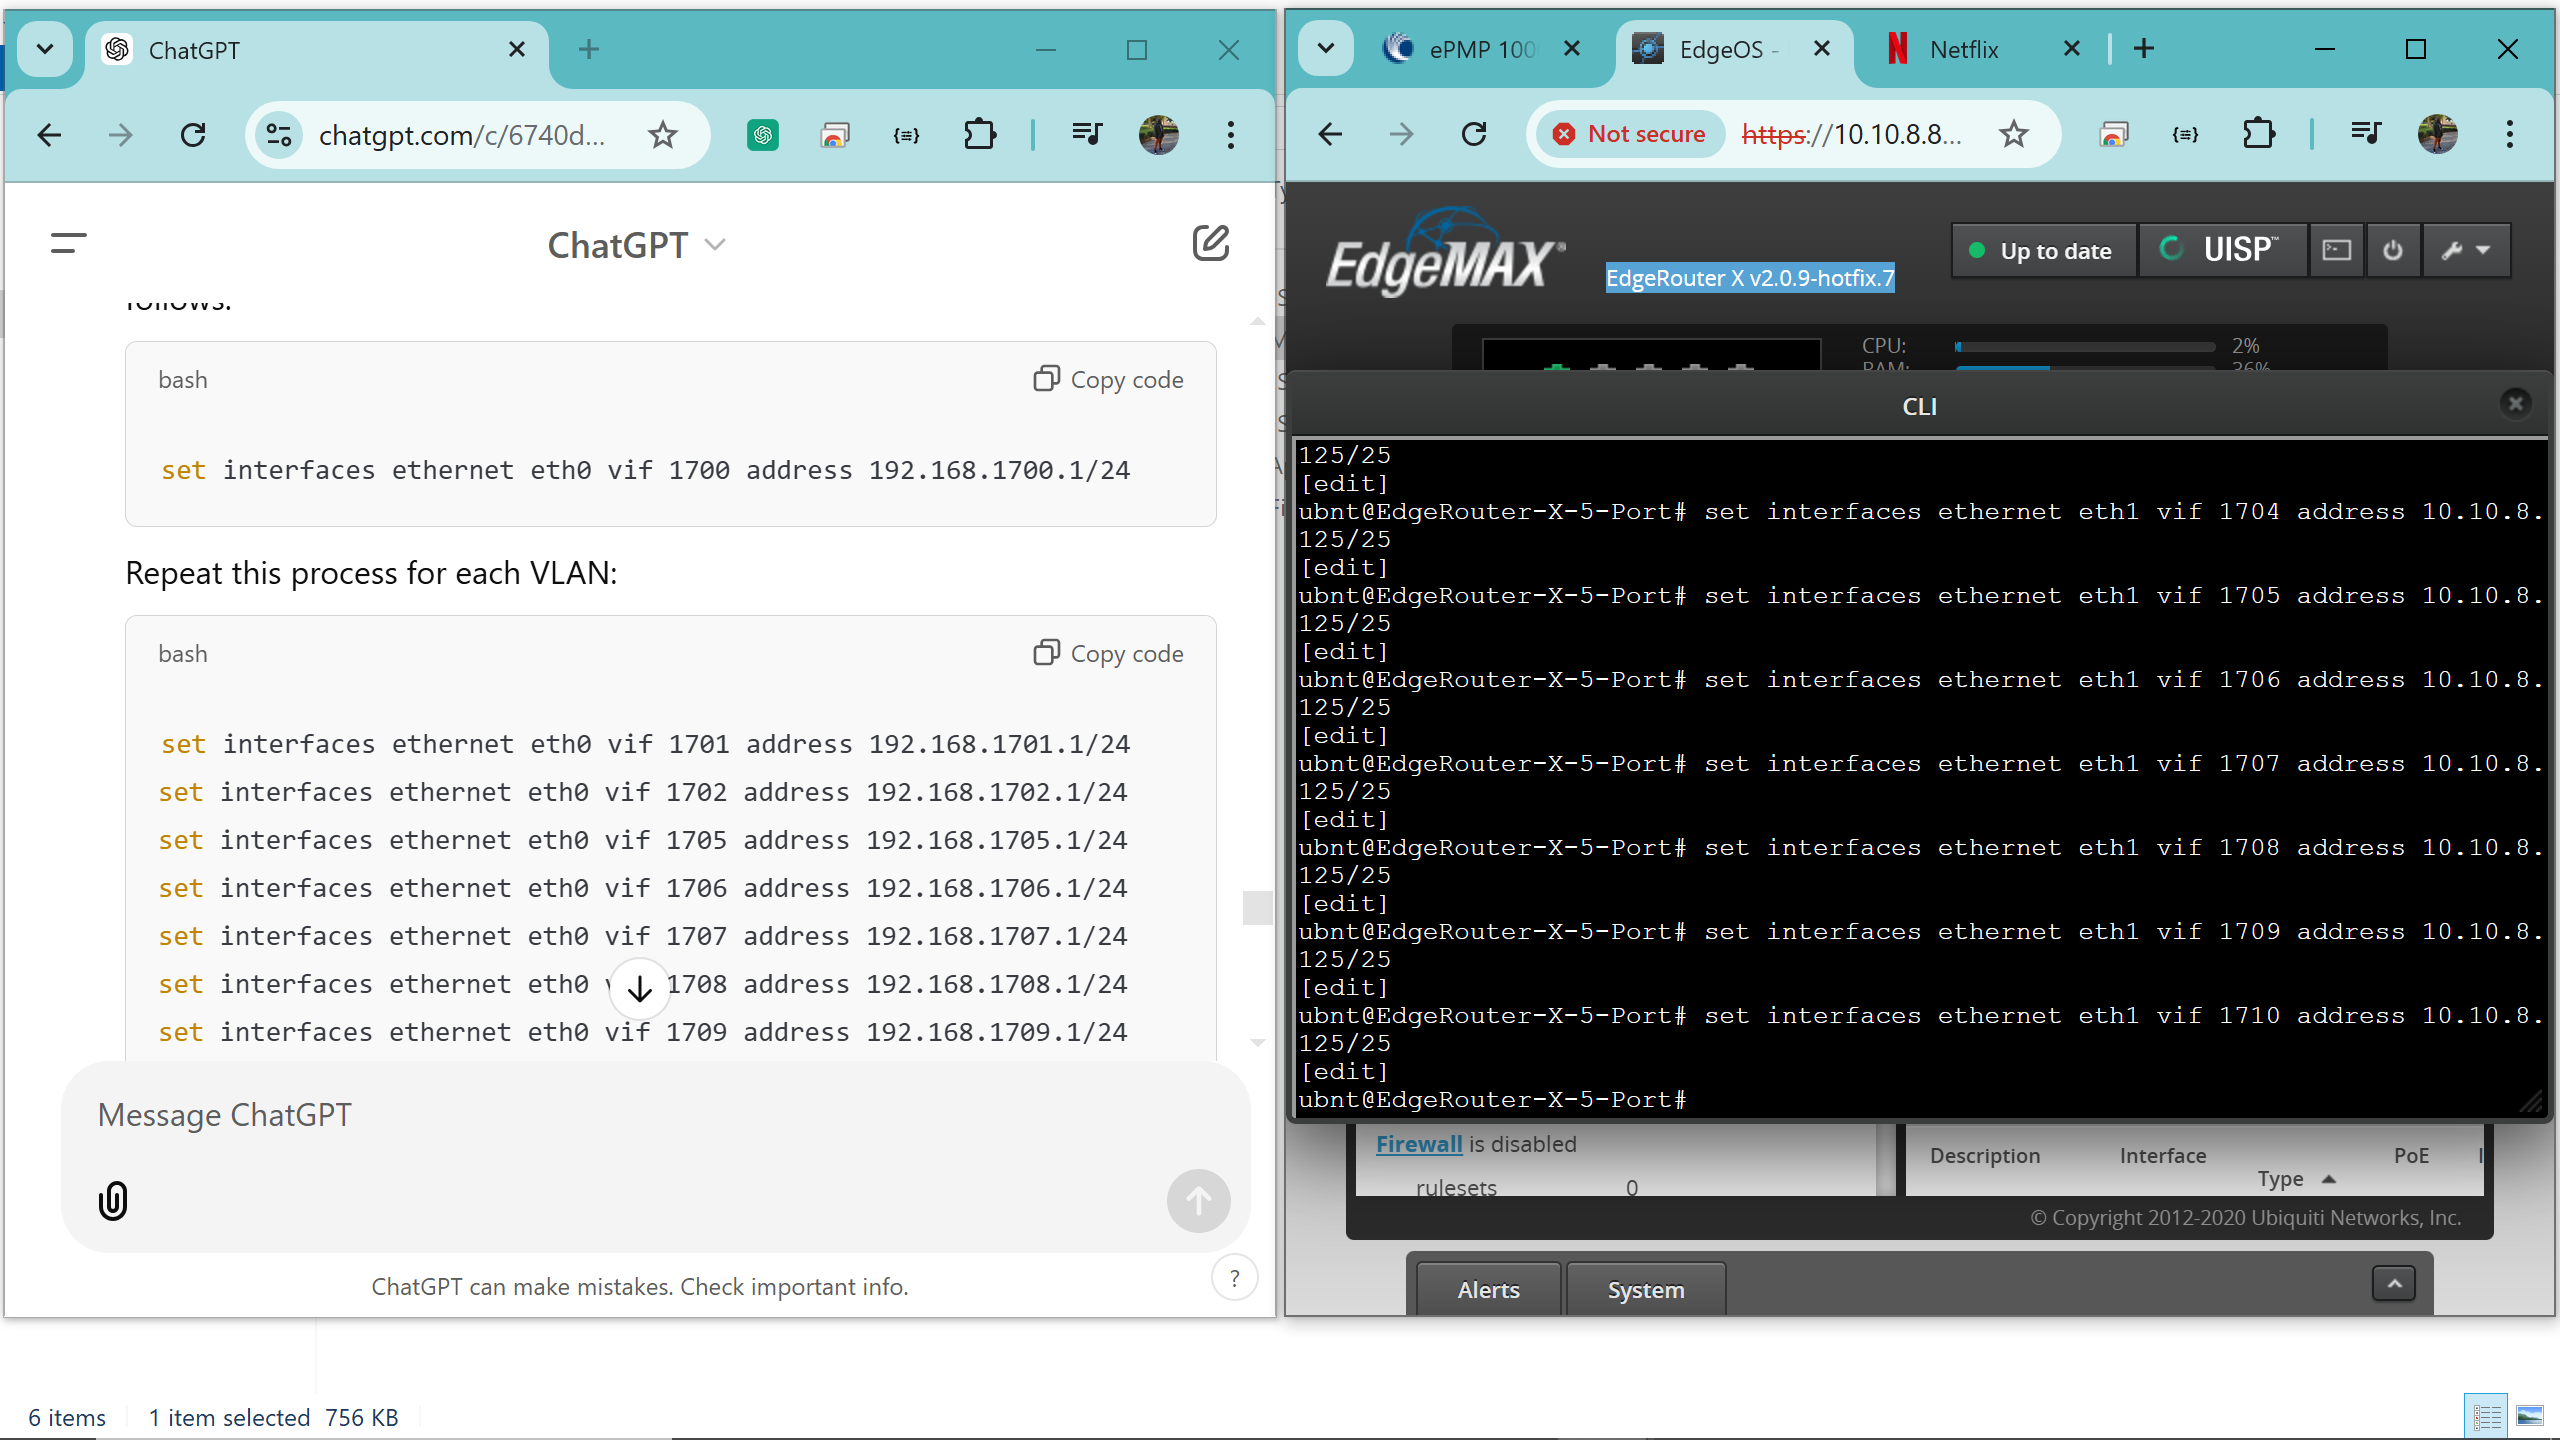 ChatGPT
chatgpt.com/c/6740d...
ChatGPT
follows:
bash
Copy code
set interfaces ethernet eth0 vif 1700 address 192.168.1700.1/24
Repeat this process for each VLAN:
bash
Copy code
set interfaces ethernet eth0 vif 1701 address 192.168.1701.1/24
set interfaces ethernet eth0 vif 1702 address 192.168.1702.1/24
set interfaces ethernet eth0 vif 1705 address 192.168.1705.1/24
set interfaces ethernet eth0 vif 1706 address 192.168.1706.1/24
set interfaces ethernet eth0 vif 1707 address 192.168.1707.1/24
set interfaces ethernet eth0 1708 address 192.168.1708.1/24
set interfaces ethernet eth0 vif 1709 address 192.168.1709.1/24
Message ChatGPT
ChatGPT can make mistakes. Check important info.
?
6 items
1 item selected 756 KB
ePMP 100
EdgeOS -
Netflix
Not secure
https://10.10.8.8...
EdgeMAX®
EdgeRouter X v2.0.9-hotfix.7
Up to date
UISP™
CPU:
2%
RAM:
36%
CLI
125/25
[edit]
ubnt@EdgeRouter-X-5-Port# set interfaces ethernet eth1 vif 1704 address 10.10.8.
125/25
[edit]
ubnt@EdgeRouter-X-5-Port# set interfaces ethernet eth1 vif 1705 address 10.10.8.
125/25
[edit]
ubnt@EdgeRouter-X-5-Port# set interfaces ethernet eth1 vif 1706 address 10.10.8.
125/25
[edit]
ubnt@EdgeRouter-X-5-Port# set interfaces ethernet eth1 vif 1707 address 10.10.8.
125/25
[edit]
ubnt@EdgeRouter-X-5-Port# set interfaces ethernet eth1 vif 1708 address 10.10.8.
125/25
[edit]
ubnt@EdgeRouter-X-5-Port# set interfaces ethernet eth1 vif 1709 address 10.10.8.
125/25
[edit]
ubnt@EdgeRouter-X-5-Port# set interfaces ethernet eth1 vif 1710 address 10.10.8.
125/25
[edit]
ubnt@EdgeRouter-X-5-Port#
Firewall is disabled
rulesets 0
Description Interface Type PoE
© Copyright 2012-2020 Ubiquiti Networks, Inc.
Alerts
System